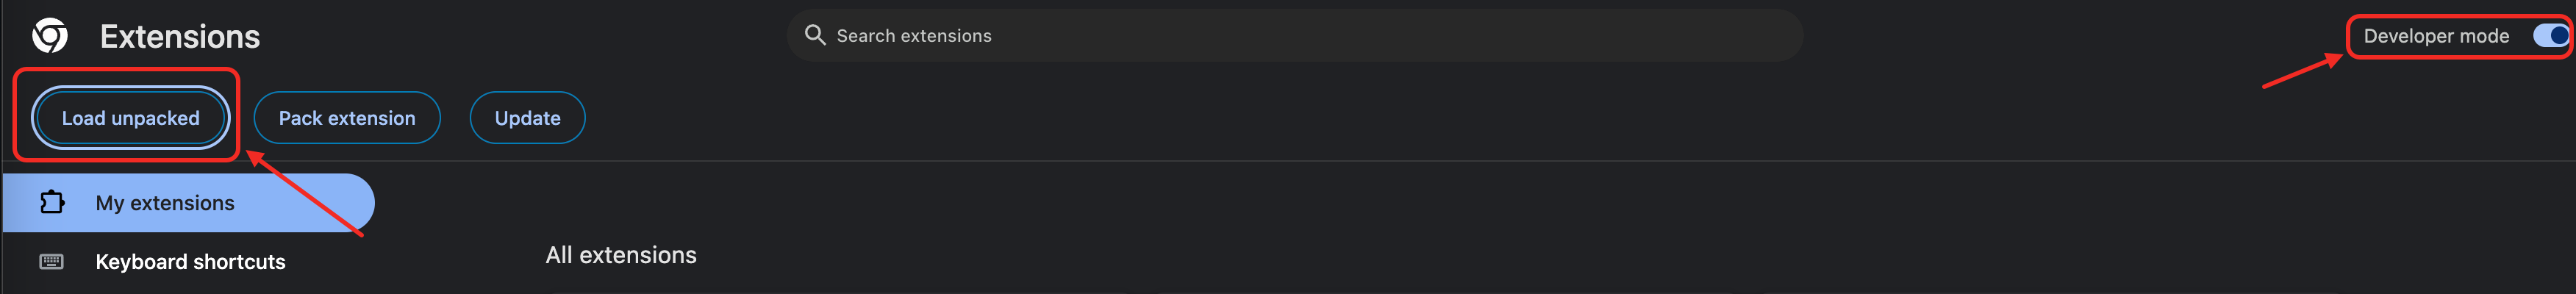 Extensions
Search extensions
Developer mode
Load unpacked
Pack extension
Update
My extensions
Keyboard shortcuts
All extensions